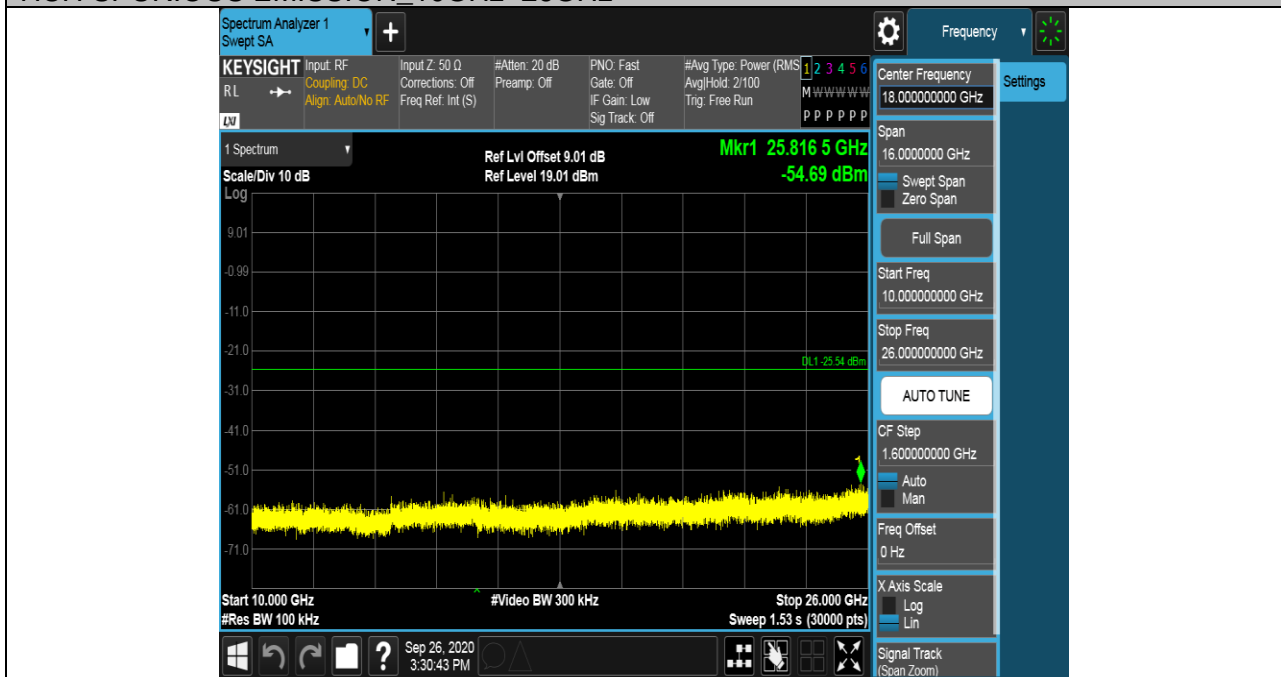 Spectrum Analyzer 1
Swept SA
+
Frequency
KEYSIGHT
RL
LXI
Input: RF
Coupling: DC
Align: Auto/No RF
Input Z: 50 Ω
Corrections: Off
Freq Ref: Int (S)
#Atten: 20 dB
Preamp: Off
PNO: Fast
Gate: Off
IF Gain: Low
Sig Track: Off
#Avg Type: Power (RMS
Avg|Hold: 2/100
Trig: Free Run
1 2 3 4 5 6
M W W W W W
P P P P P P
1 Spectrum
Scale/Div 10 dB
Log
Ref Lvl Offset 9.01 dB
Ref Level 19.01 dBm
Mkr1 25.816 5 GHz
-54.69 dBm
9.01
-0.99
-11.0
-21.0
DL1 -25.54 dBm
-31.0
-41.0
-51.0
1
-61.0
-71.0
Start 10.000 GHz
#Res BW 100 kHz
#Video BW 300 kHz
Stop 26.000 GHz
Sweep 1.53 s (30000 pts)
?
Sep 26, 2020
3:30:43 PM
Center Frequency
18.000000000 GHz
Settings
Span
16.0000000 GHz
Swept Span
Zero Span
Full Span
Start Freq
10.000000000 GHz
Stop Freq
26.000000000 GHz
AUTO TUNE
CF Step
1.600000000 GHz
Auto
Man
Freq Offset
0 Hz
X Axis Scale
Log
Lin
Signal Track
(Span Zoom)